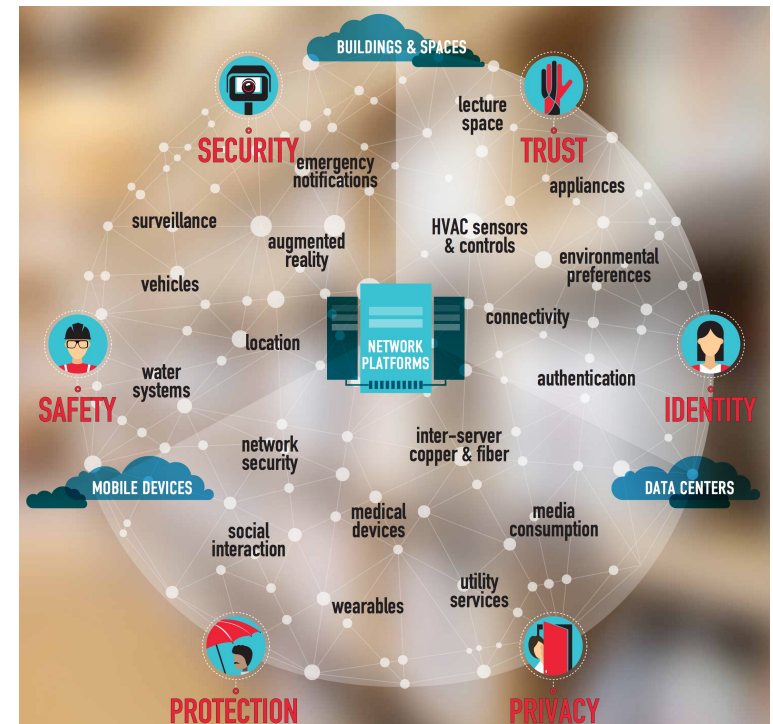 BUILDINGS & SPACES
SECURITY
TRUST
lecture
space
emergency
notifications
appliances
surveillance
augmented
reality
HVAC sensors
& controls
environmental
preferences
vehicles
connectivity
location
NETWORK
PLATFORMS
water
systems
authentication
SAFETY
IDENTITY
network
security
inter-server
copper & fiber
MOBILE DEVICES
DATA CENTERS
social
interaction
medical
devices
media
consumption
wearables
utility
services
PROTECTION
PRIVACY